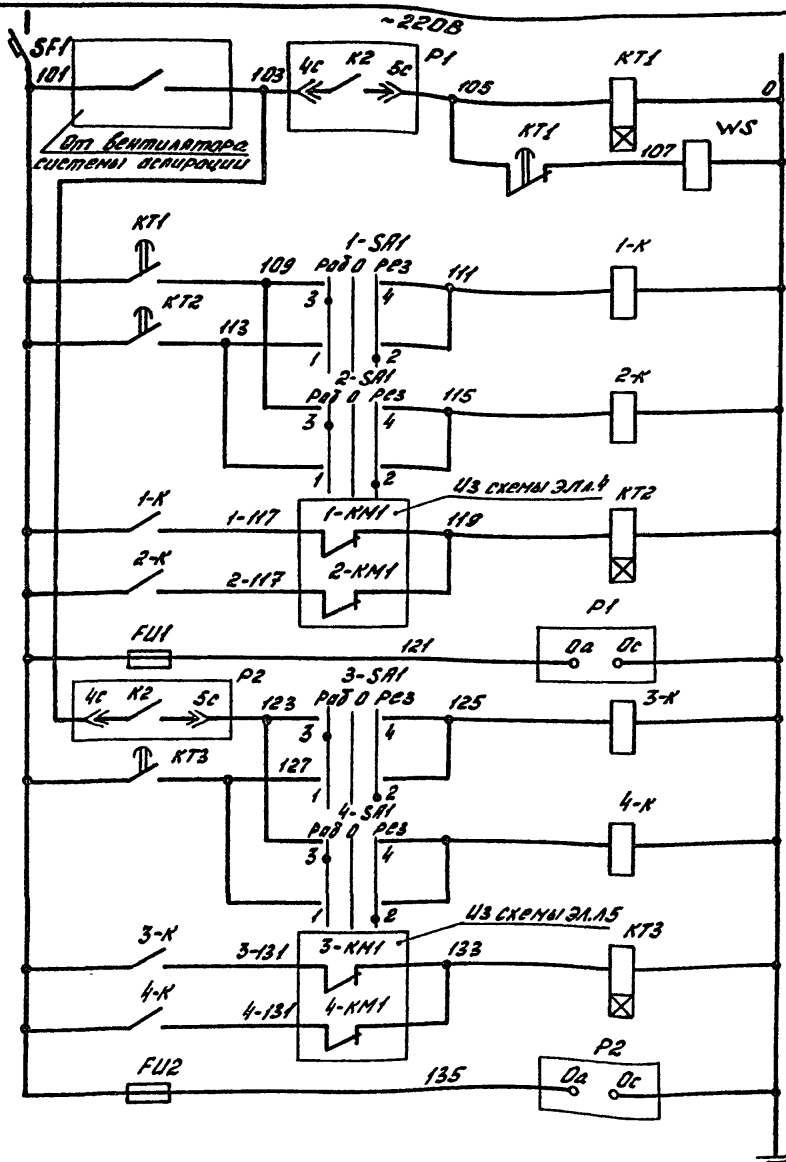 ~220В
SF1
101
103
4с К2 5с
Р1
105
КТ1
0
От вентилятора
системы аспирации
КТ1
107
WS
КТ1
109
1-SA1
Раб 0 Рез
3 4
111
1-К
КТ2
113
1 2
2-SA1
Раб 0 Рез
3 4
115
2-К
1 2
Из схемы ЭЛ л.4
КТ2
1-К
1-117
1-КМ1
119
2-К
2-117
2-КМ1
Р1
FU1
121
0а 0с
Р2
4с К2 5с
123
3-SA1
Раб 0 Рез
3 4
125
3-К
КТ3
127
1 2
4-SA1
Раб 0 Рез
3 4
4-К
1 2
Из схемы ЭЛ.л.5
КТ3
3-К
3-131
3-КМ1
133
4-К
4-131
4-КМ1
Р2
FU2
135
0а 0с